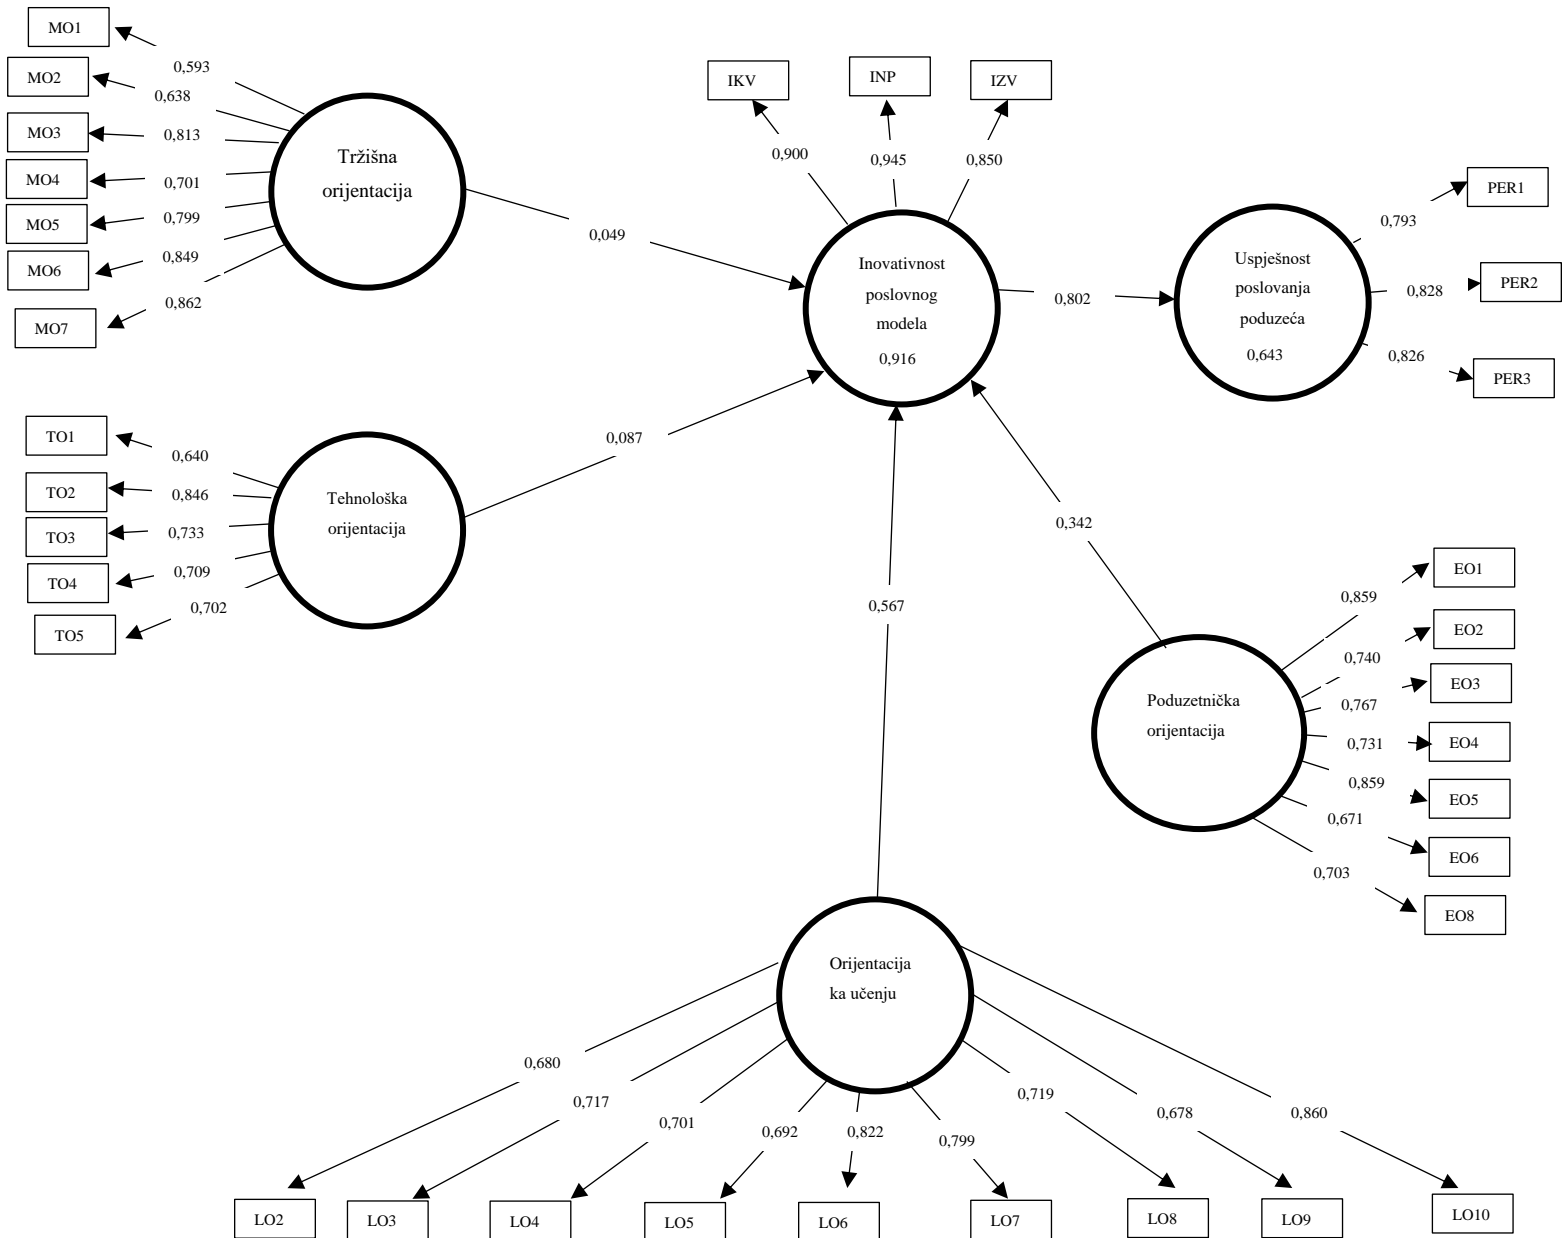 MO1
0,593
MO2
0,638
MO3
0,813
MO4
0,701
MO5
0,799
MO6
0,849
MO7
0,862
Tržišna
orijentacija
0,049
IKV
INP
IZV
0,900
0,945
0,850
Inovativnost
poslovnog
modela
0,916
0,802
Uspješnost
poslovanja
poduzeća
0,643
PER1
0,793
PER2
0,828
PER3
0,826
TO1
0,640
TO2
0,846
TO3
0,733
TO4
0,709
TO5
0,702
Tehnološka
orijentacija
0,087
0,567
0,342
Poduzetnička
orijentacija
EO1
0,859
EO2
0,740
EO3
0,767
EO4
0,731
EO5
0,859
EO6
0,671
EO8
0,703
Orijentacija
ka učenju
0,680
0,717
0,701
0,692
0,822
0,799
0,719
0,678
0,860
LO2
LO3
LO4
LO5
LO6
LO7
LO8
LO9
LO10